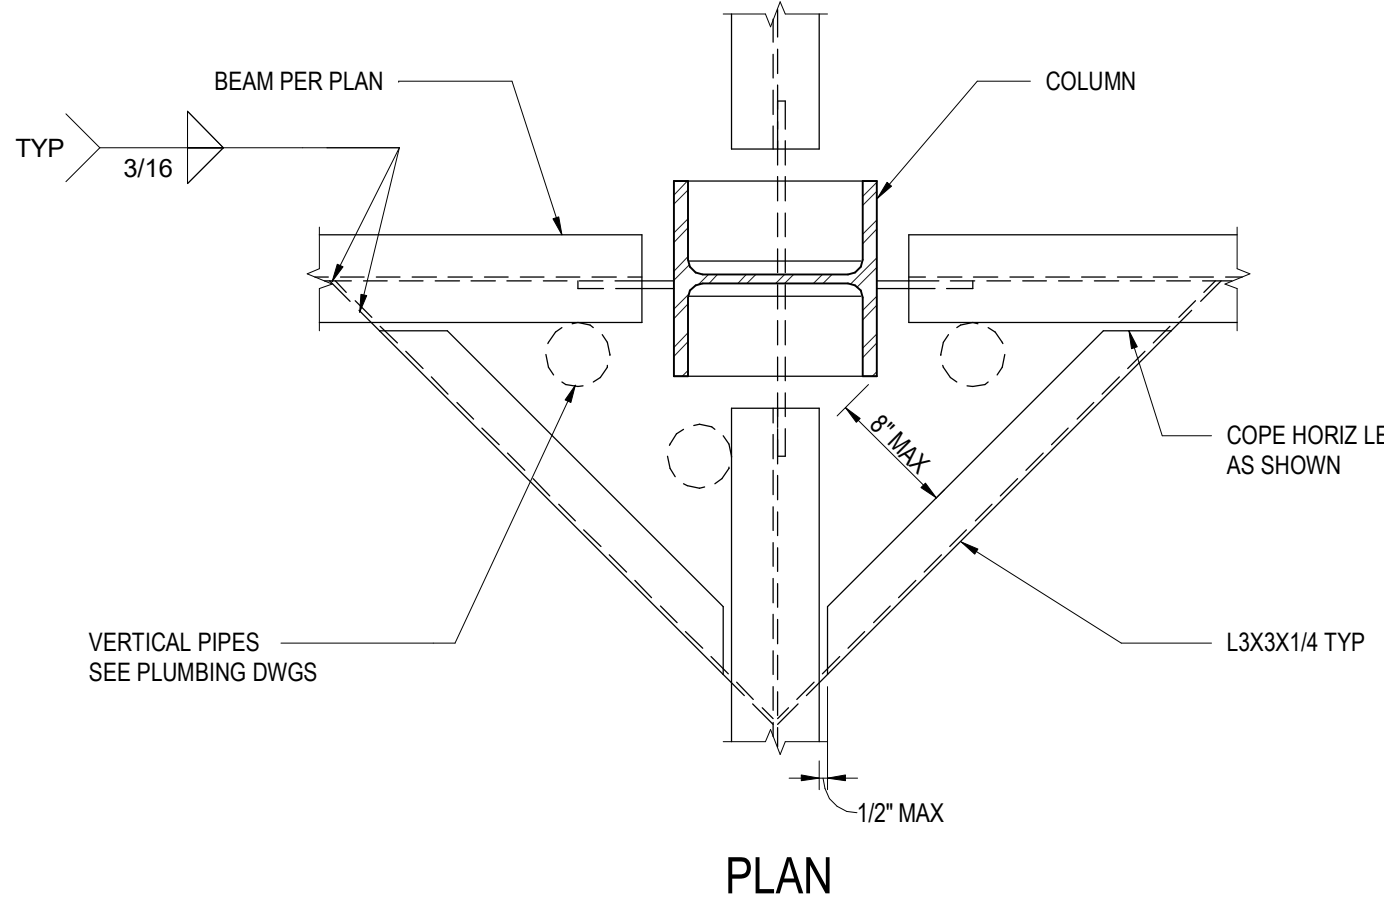 BEAM PER PLAN
COLUMN
TYP
3/16
8" MAX
COPE HORIZ
AS SHOWN
VERTICAL PIPES
SEE PLUMBING DWGS
L3X3X1/4 TYP
1/2" MAX
PLAN